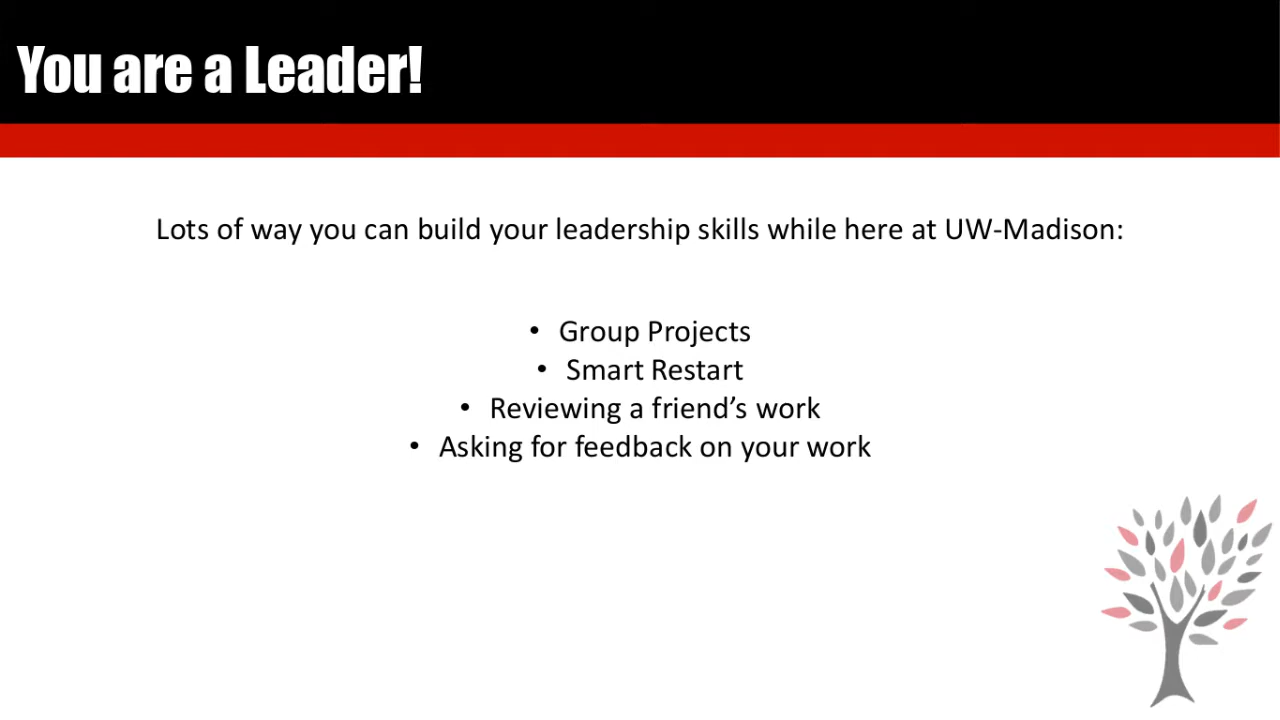 You are a Leader!
Lots of way you can build your leadership skills while here at UW-Madison:
• Group Projects
• Smart Restart
• Reviewing a friend’s work
• Asking for feedback on your work